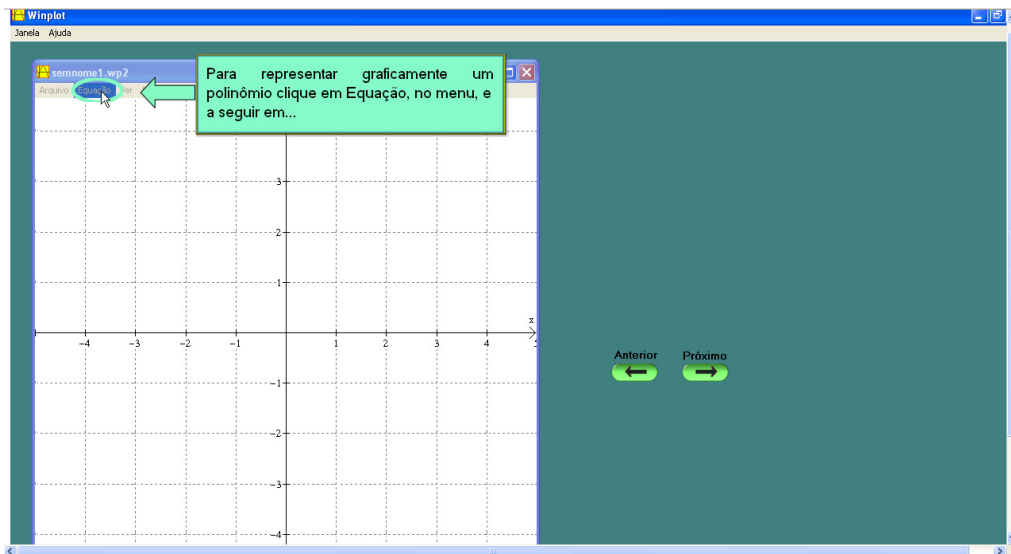 Winplot
Janela Ajuda
semnome1.wp2
Arquivo Equação Ver
Para representar graficamente um
polinômio clique em Equação, no menu, e
a seguir em...
3
2
1
x
-4 -3 -2 -1 1 2 3 4 5
Anterior Próximo
-1
-2
-3
-4